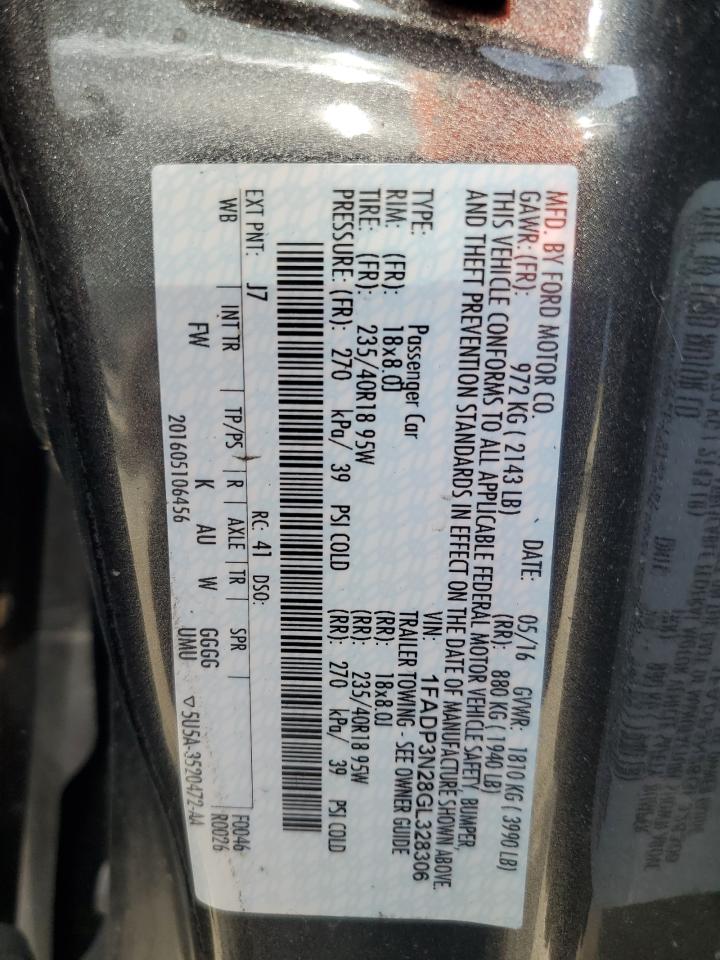 MFD. BY FORD MOTOR CO.
DATE: 05/16 GVWR: 1810 KG ( 3990 LB)
GAWR: (FR): 972 KG ( 2143 LB) (RR): 880 KG ( 1940 LB)
THIS VEHICLE CONFORMS TO ALL APPLICABLE FEDERAL MOTOR VEHICLE SAFETY, BUMPER,
AND THEFT PREVENTION STANDARDS IN EFFECT ON THE DATE OF MANUFACTURE SHOWN ABOVE.
VIN: 1FADP3N28GL328306
TYPE: Passenger Car TRAILER TOWING - SEE OWNER GUIDE
RIM: (FR): 18x8.0J (RR): 18x8.0J
TIRE: (FR): 235/40R18 95W (RR): 235/40R18 95W
PRESSURE: (FR): 270 kPa/ 39 PSI COLD (RR): 270 kPa/ 39 PSI COLD
EXT PNT: J7 RC: 41 DSO: F0046
WB INT TR TP/PS R AXLE TR SPR R0026
FW K AU W GGGG
201605106456 UMU ▽5U5A-3520472-AA